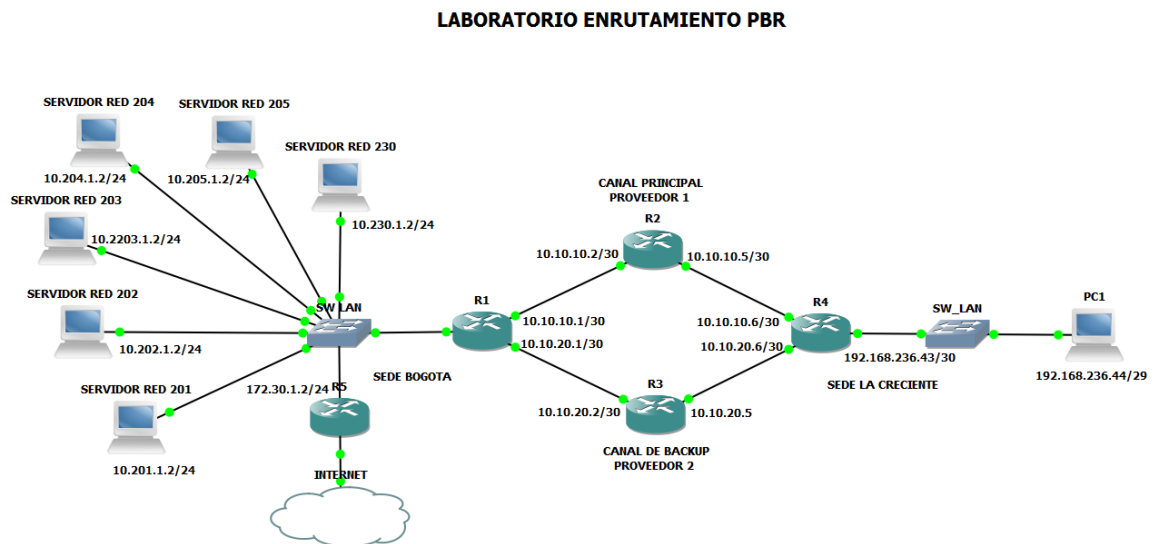 LABORATORIO ENRUTAMIENTO PBR
SERVIDOR RED 204
SERVIDOR RED 205
SERVIDOR RED 230
10.204.1.2/24
10.205.1.2/24
SERVIDOR RED 203
10.230.1.2/24
10.2203.1.2/24
SERVIDOR RED 202
SW LAN
10.202.1.2/24
SERVIDOR RED 201
172.30.1.2/24
R5
SEDE BOGOTA
10.201.1.2/24
INTERNET
CANAL PRINCIPAL
PROVEEDOR 1
R2
10.10.10.2/30
10.10.10.5/30
R1
10.10.10.1/30
10.10.20.1/30
R4
10.10.10.6/30
10.10.20.6/30
SW_LAN
PC1
192.168.236.43/30
192.168.236.44/29
SEDE LA CRECIENTE
R3
10.10.20.2/30
10.10.20.5
CANAL DE BACKUP
PROVEEDOR 2